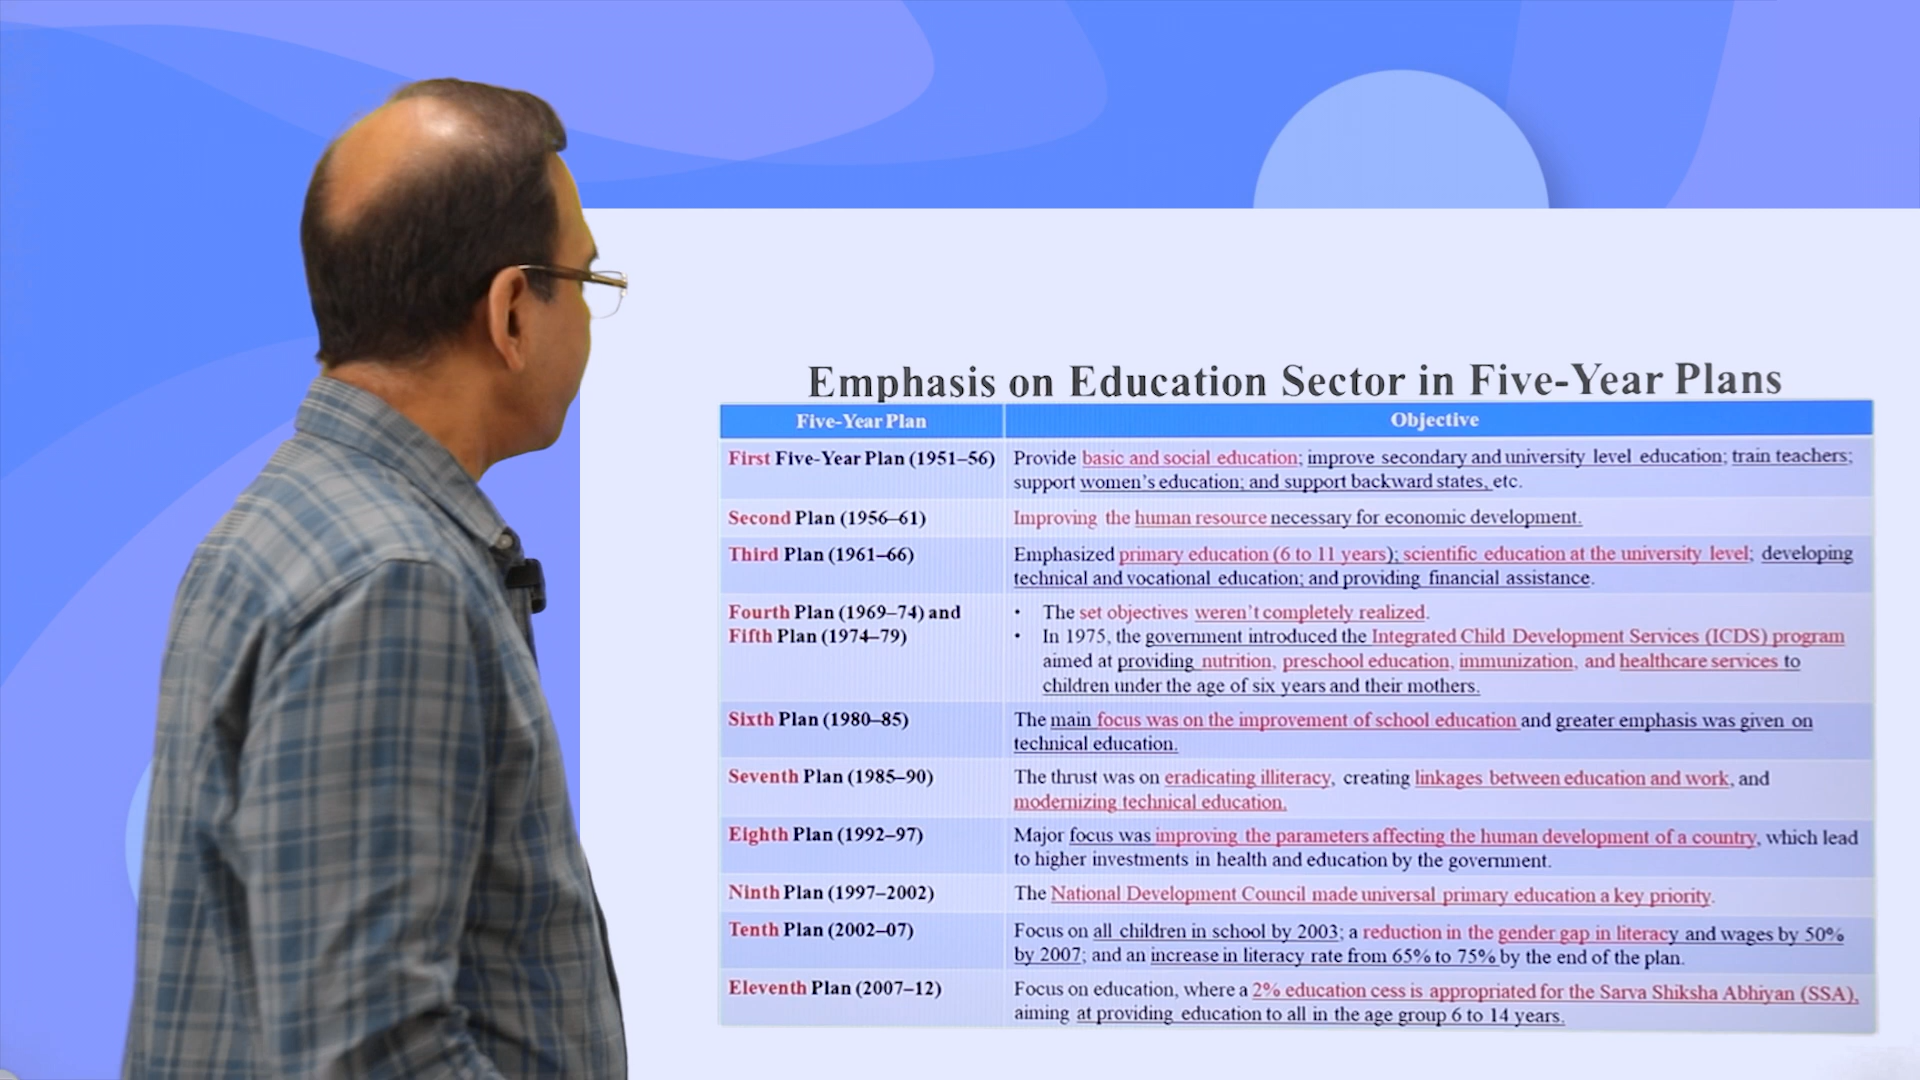 Emphasis on Education Sector in Five-Year Plans
Five-Year Plan
Objective
First Five-Year Plan (1951–56)
Provide basic and social education; improve secondary and university level education; train teachers;
support women’s education; and support backward states, etc.
Second Plan (1956–61)
Improving the human resource necessary for economic development.
Third Plan (1961–66)
Emphasized primary education (6 to 11 years); scientific education at the university level; developing
technical and vocational education; and providing financial assistance.
Fourth Plan (1969–74) and
Fifth Plan (1974–79)
• The set objectives weren’t completely realized.
• In 1975, the government introduced the Integrated Child Development Services (ICDS) program
aimed at providing nutrition, preschool education, immunization, and healthcare services to
children under the age of six years and their mothers.
Sixth Plan (1980–85)
The main focus was on the improvement of school education and greater emphasis was given on
technical education.
Seventh Plan (1985–90)
The thrust was on eradicating illiteracy, creating linkages between education and work, and
modernizing technical education.
Eighth Plan (1992–97)
Major focus was improving the parameters affecting the human development of a country, which lead
to higher investments in health and education by the government.
Ninth Plan (1997–2002)
The National Development Council made universal primary education a key priority.
Tenth Plan (2002–07)
Focus on all children in school by 2003; a reduction in the gender gap in literacy and wages by 50%
by 2007; and an increase in literacy rate from 65% to 75% by the end of the plan.
Eleventh Plan (2007–12)
Focus on education, where a 2% education cess is appropriated for the Sarva Shiksha Abhiyan (SSA),
aiming at providing education to all in the age group 6 to 14 years.